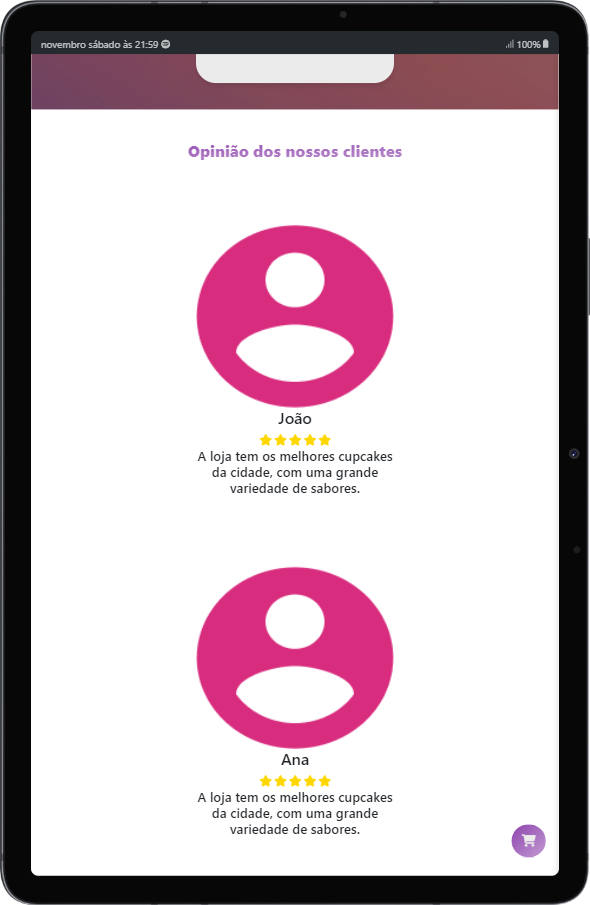 novembro sábado às 21:59
100%
Opinião dos nossos clientes
João
A loja tem os melhores cupcakes
da cidade, com uma grande
variedade de sabores.
Ana
A loja tem os melhores cupcakes
da cidade, com uma grande
variedade de sabores.